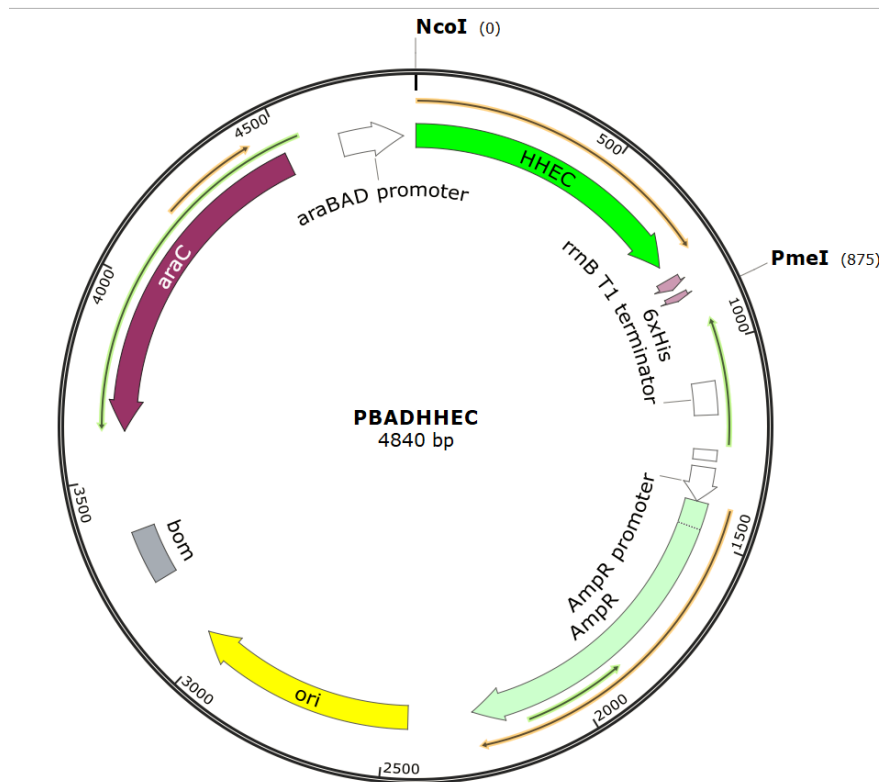 NcoI (0)
4500
500
HHEC
araBAD promoter
araC
PmeI (875)
4000
rrnB T1 terminator
6xHis
1000
PBADHHEC
4840 bp
3500
bom
AmpR promoter
AmpR
1500
3000
ori
2000
2500